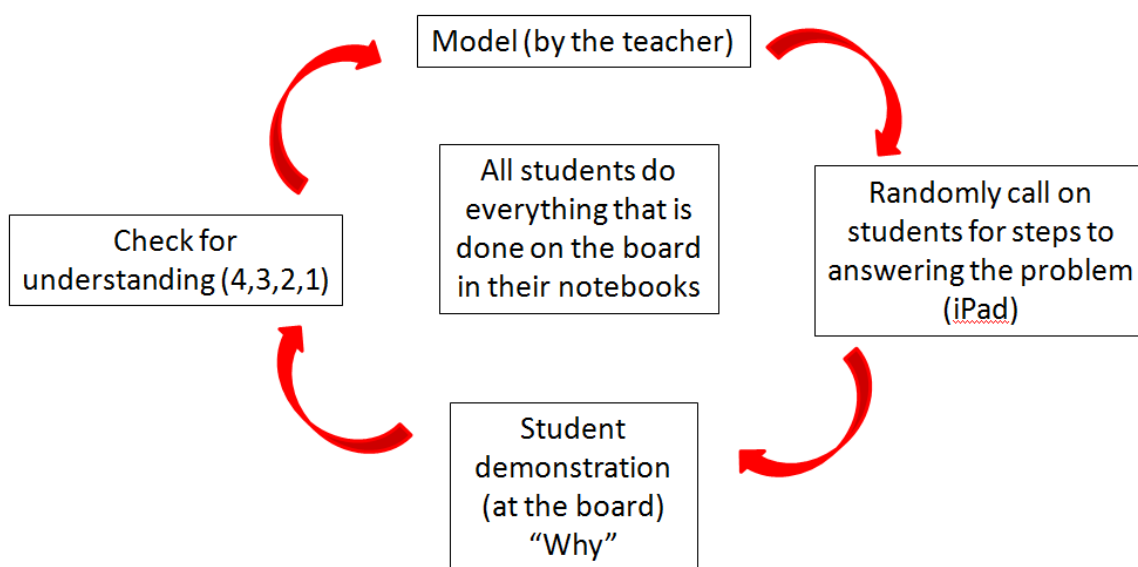 Model (by the teacher)
All students do
everything that is
done on the board
in their notebooks
Randomly call on
students for steps to
answering the problem
(iPad)
Check for
understanding (4,3,2,1)
Student
demonstration
(at the board)
“Why”